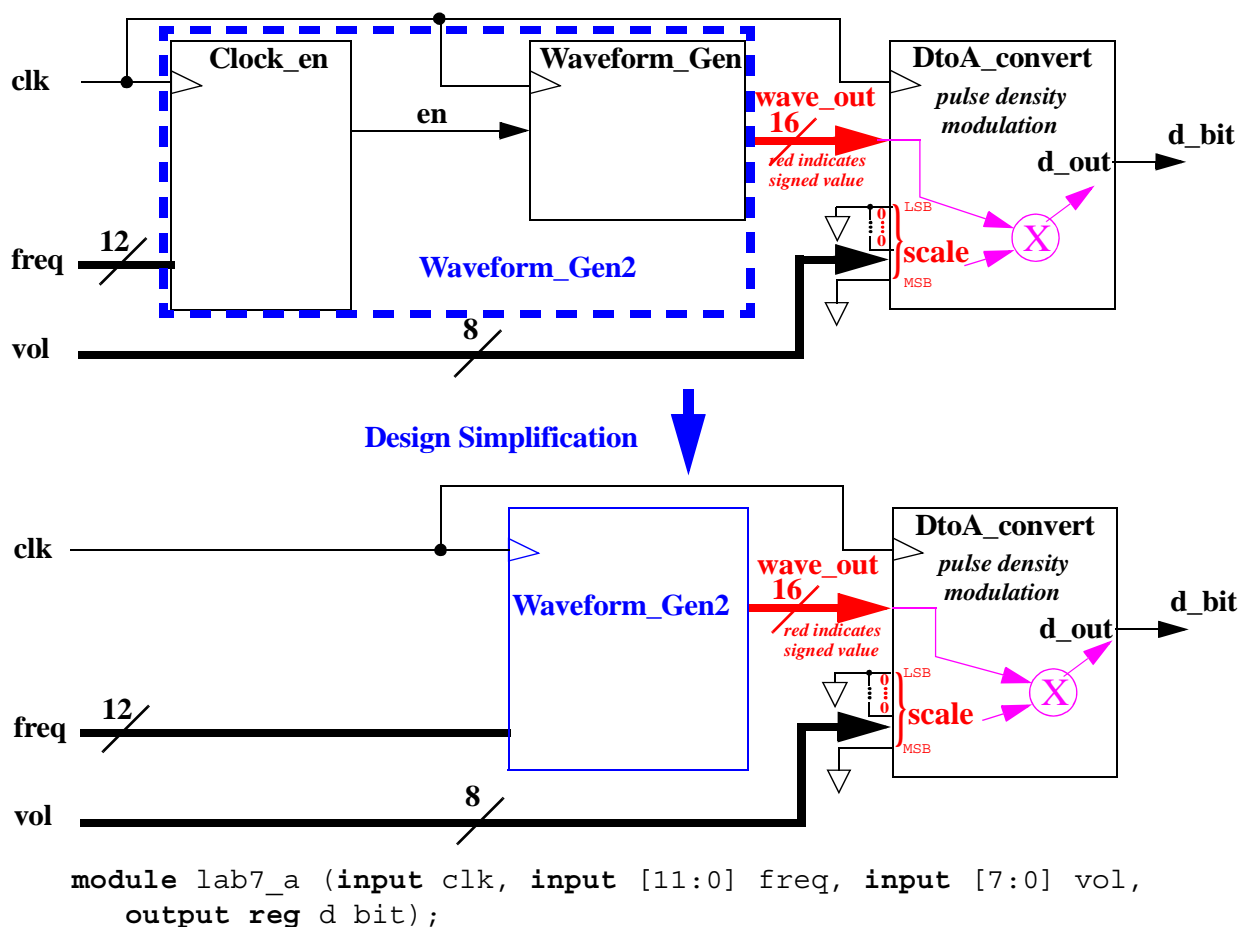 Clock_en
Waveform_Gen
DtoA_convert
clk
wave_out
pulse density
modulation
en
16
d_bit
red indicates
signed value
d_out
LSB
0
0
X
12
freq
scale
Waveform_Gen2
MSB
8
vol
Design Simplification
DtoA_convert
clk
wave_out
pulse density
modulation
16
Waveform_Gen2
d_bit
red indicates
signed value
d_out
LSB
0
0
X
12
freq
scale
MSB
8
vol
module lab7_a (input clk, input [11:0] freq, input [7:0] vol,
output reg d bit);